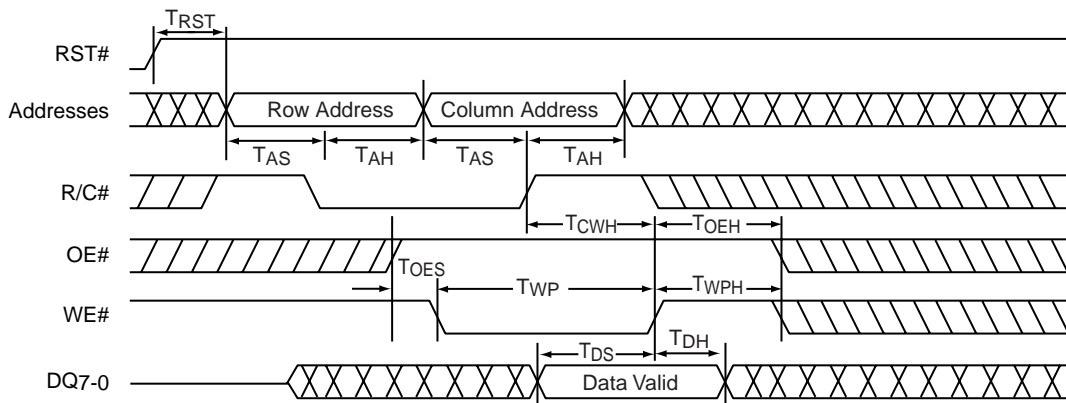 TRST
RST#
Addresses
Row Address
Column Address
TAS
TAH
TAS
TAH
R/C#
TCWH
TOEH
OE#
TOES
TWP
TWPH
WE#
TDS
TDH
DQ7-0
Data Valid